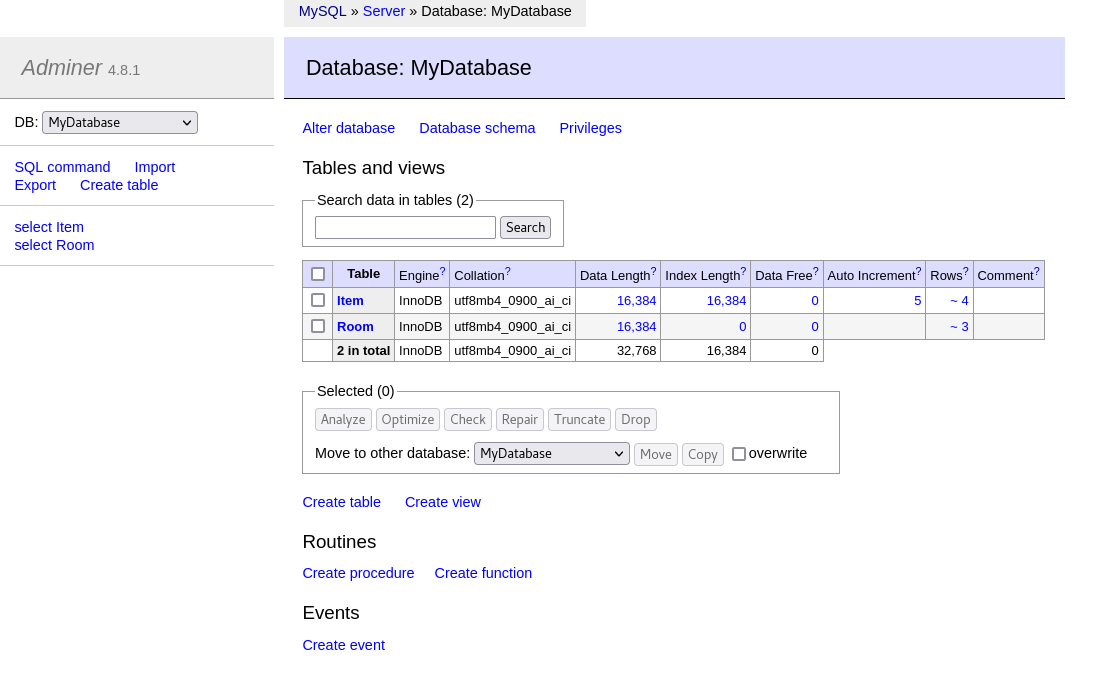 MySQL » Server » Database: MyDatabase
Adminer 4.8.1
DB: MyDatabase
SQL command Import
Export Create table
select Item
select Room
Database: MyDatabase
Alter database Database schema Privileges
Tables and views
Search data in tables (2)
Search
Table Engine? Collation? Data Length? Index Length? Data Free? Auto Increment? Rows? Comment?
Item InnoDB utf8mb4_0900_ai_ci 16,384 16,384 0 5 ~ 4
Room InnoDB utf8mb4_0900_ai_ci 16,384 0 0 ~ 3
2 in total InnoDB utf8mb4_0900_ai_ci 32,768 16,384 0
Selected (0)
Analyze Optimize Check Repair Truncate Drop
Move to other database: MyDatabase Move Copy overwrite
Create table Create view
Routines
Create procedure Create function
Events
Create event